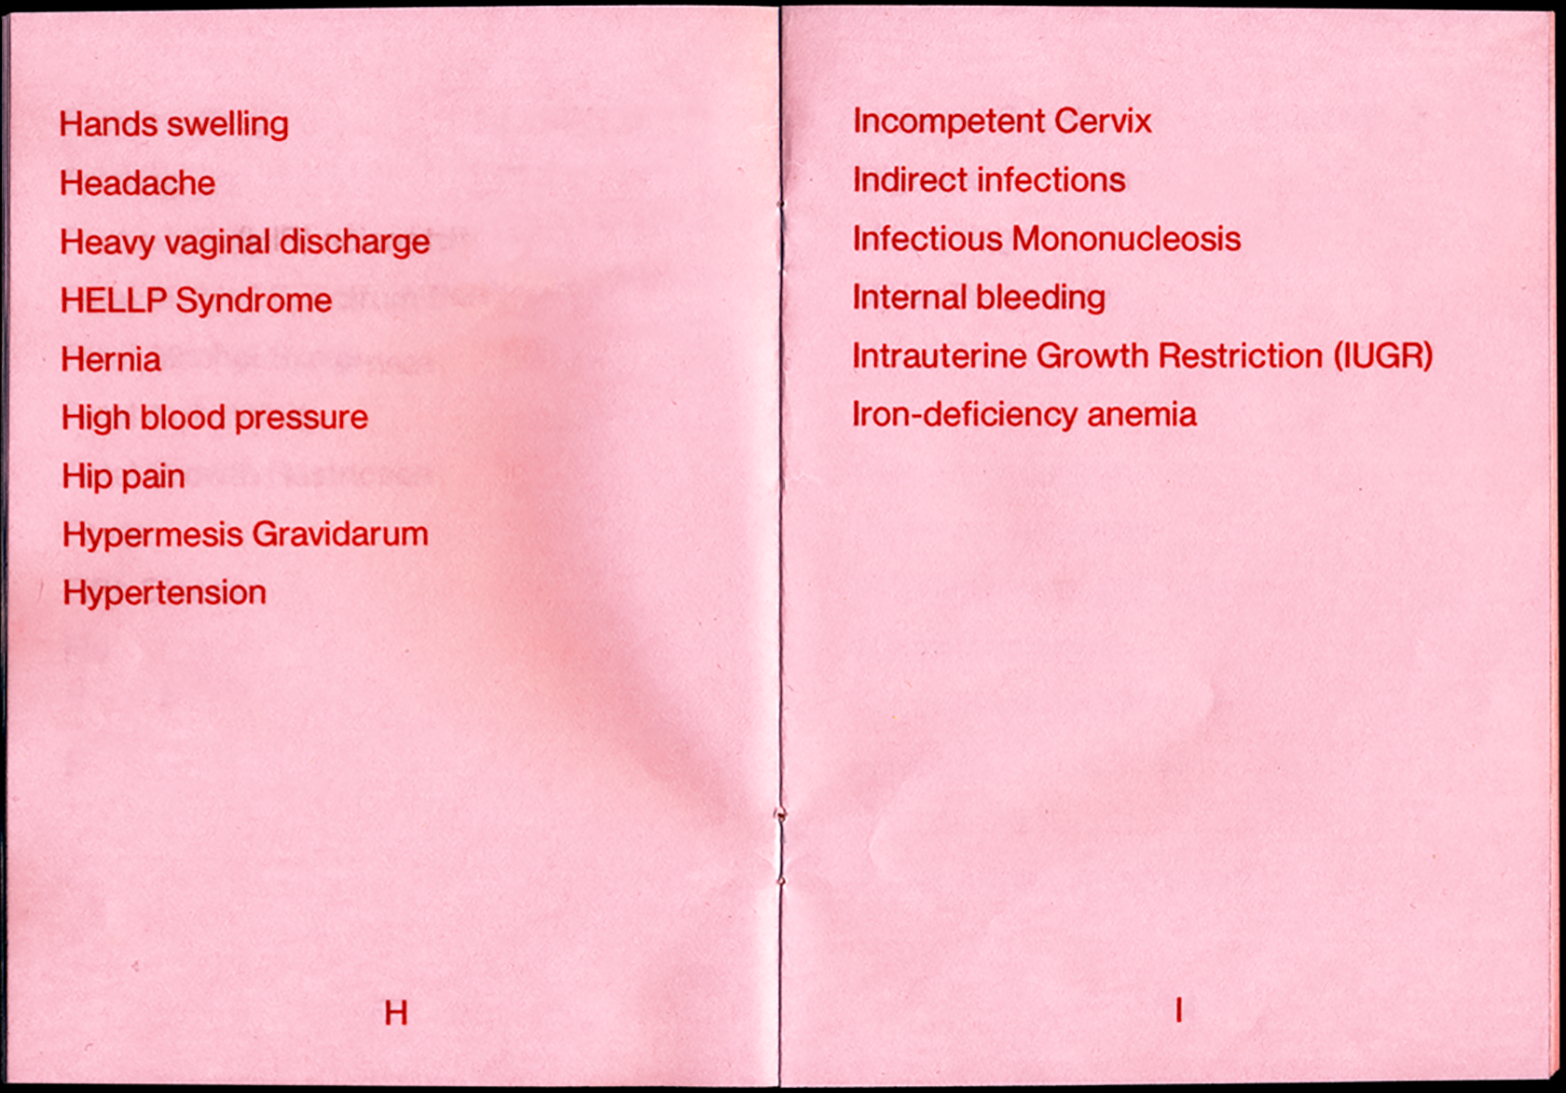 Hands swelling
Headache
Heavy vaginal discharge
HELLP Syndrome
Hernia
High blood pressure
Hip pain
Hypermesis Gravidarum
Hypertension
H
Incompetent Cervix
Indirect infections
Infectious Mononucleosis
Internal bleeding
Intrauterine Growth Restriction (IUGR)
Iron-deficiency anemia
I